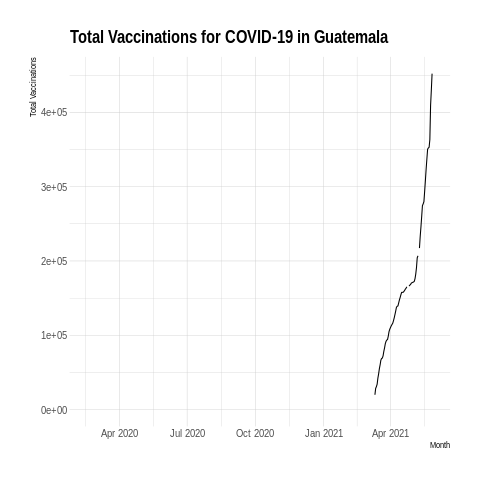 Total Vaccinations for COVID-19 in Guatemala
Total Vaccinations
4e+05
3e+05
2e+05
1e+05
0e+00
Apr 2020 Jul 2020 Oct 2020 Jan 2021 Apr 2021
Month